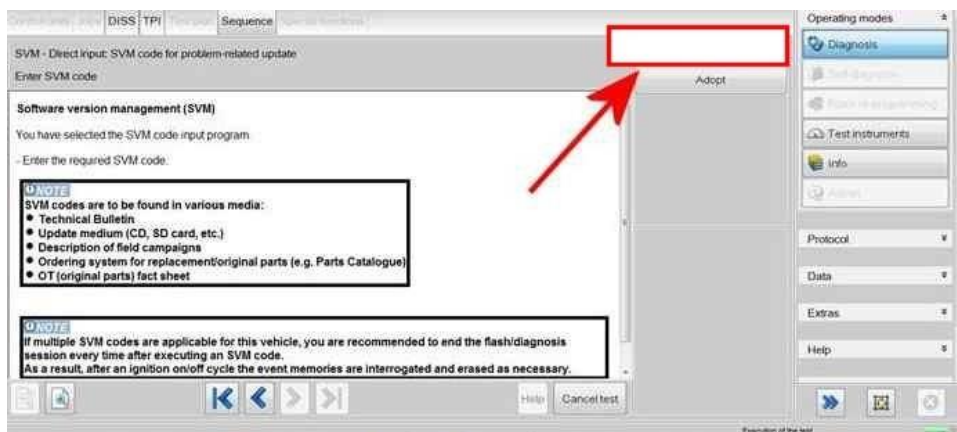 DISS TPI Sequence
Operating modes
SVM - Direct input: SVM code for problem-related update
Diagnosis
Enter SVM code
Adopt
Software version management (SVM)
You have selected the SVM code input program
- Enter the required SVM code:
Test instruments
Info
NOTE
SVM codes are to be found in various media:
• Technical Bulletin
• Update medium (CD, SD card, etc.)
• Description of field campaigns
• Ordering system for replacement/original parts (e.g. Parts Catalogue)
• OT (original parts) fact sheet
Protocol
Data
Extras
Help
NOTE
If multiple SVM codes are applicable for this vehicle, you are recommended to end the flash/diagnosis
session every time after executing an SVM code.
As a result, after an ignition on/off cycle the event memories are interrogated and erased as necessary.
Help
Cancel test